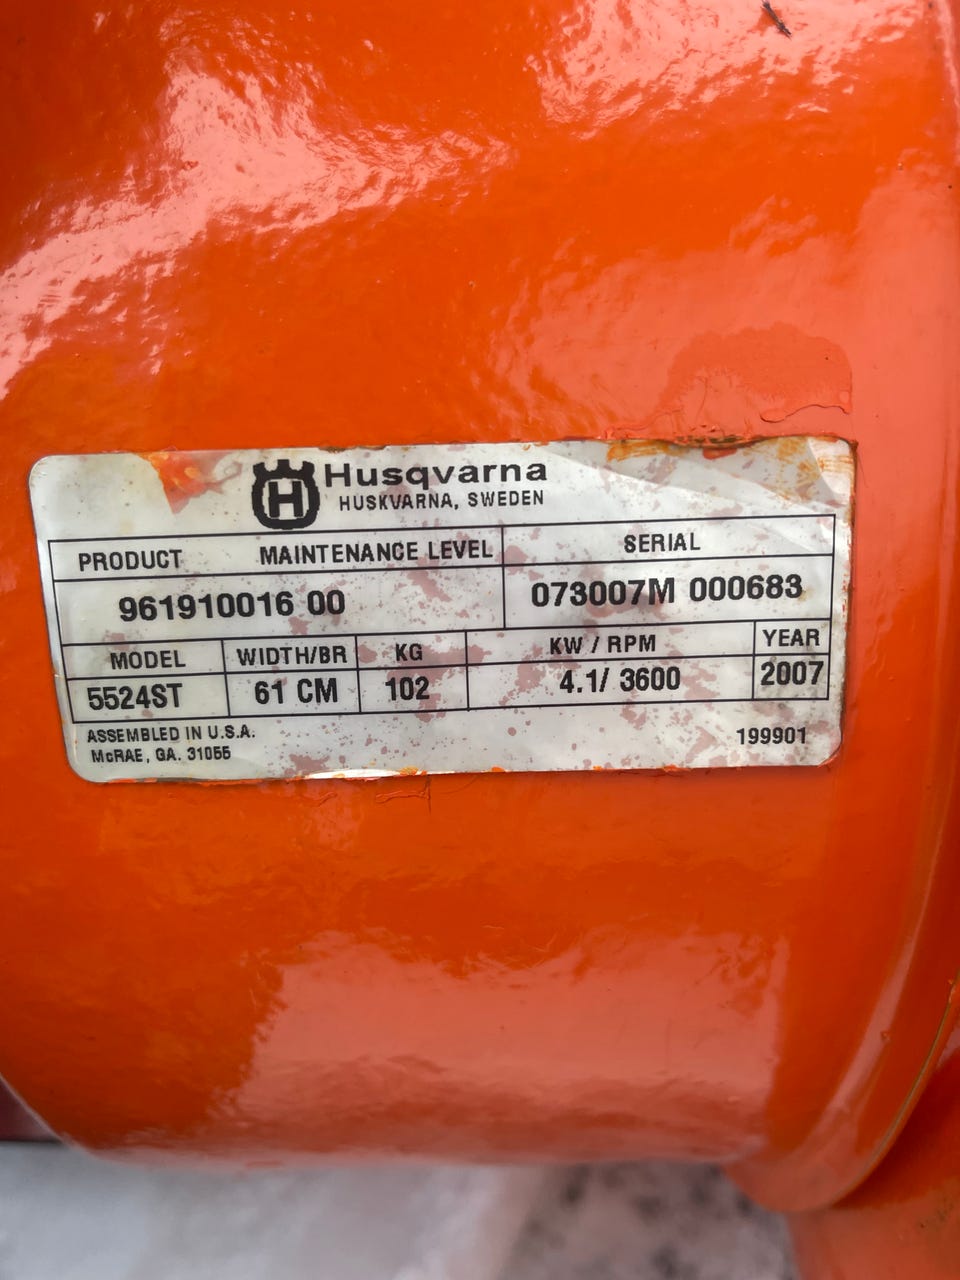 H Husqvarna
HUSKVARNA, SWEDEN
PRODUCT MAINTENANCE LEVEL SERIAL
961910016 00 073007M 000683
MODEL WIDTH/BR KG KW / RPM YEAR
5524ST 61 CM 102 4.1/ 3600 2007
ASSEMBLED IN U.S.A. 199901
McRAE, GA. 31055